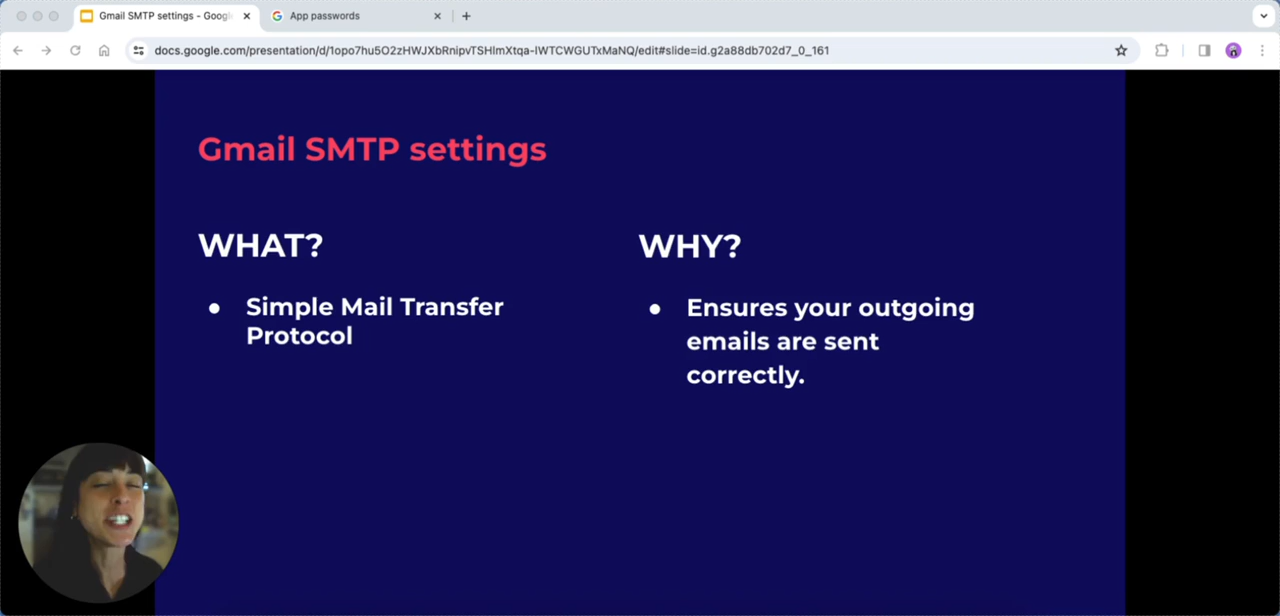 Gmail SMTP settings - Googl
App passwords
docs.google.com/presentation/d/1opo7hu5O2zHWJXbRnipvTSHlmXtqa-IWTCWGUTxMaNQ/edit#slide=id.g2a88db702d7_0_161
Gmail SMTP settings
WHAT?
● Simple Mail Transfer
Protocol
WHY?
● Ensures your outgoing
emails are sent
correctly.